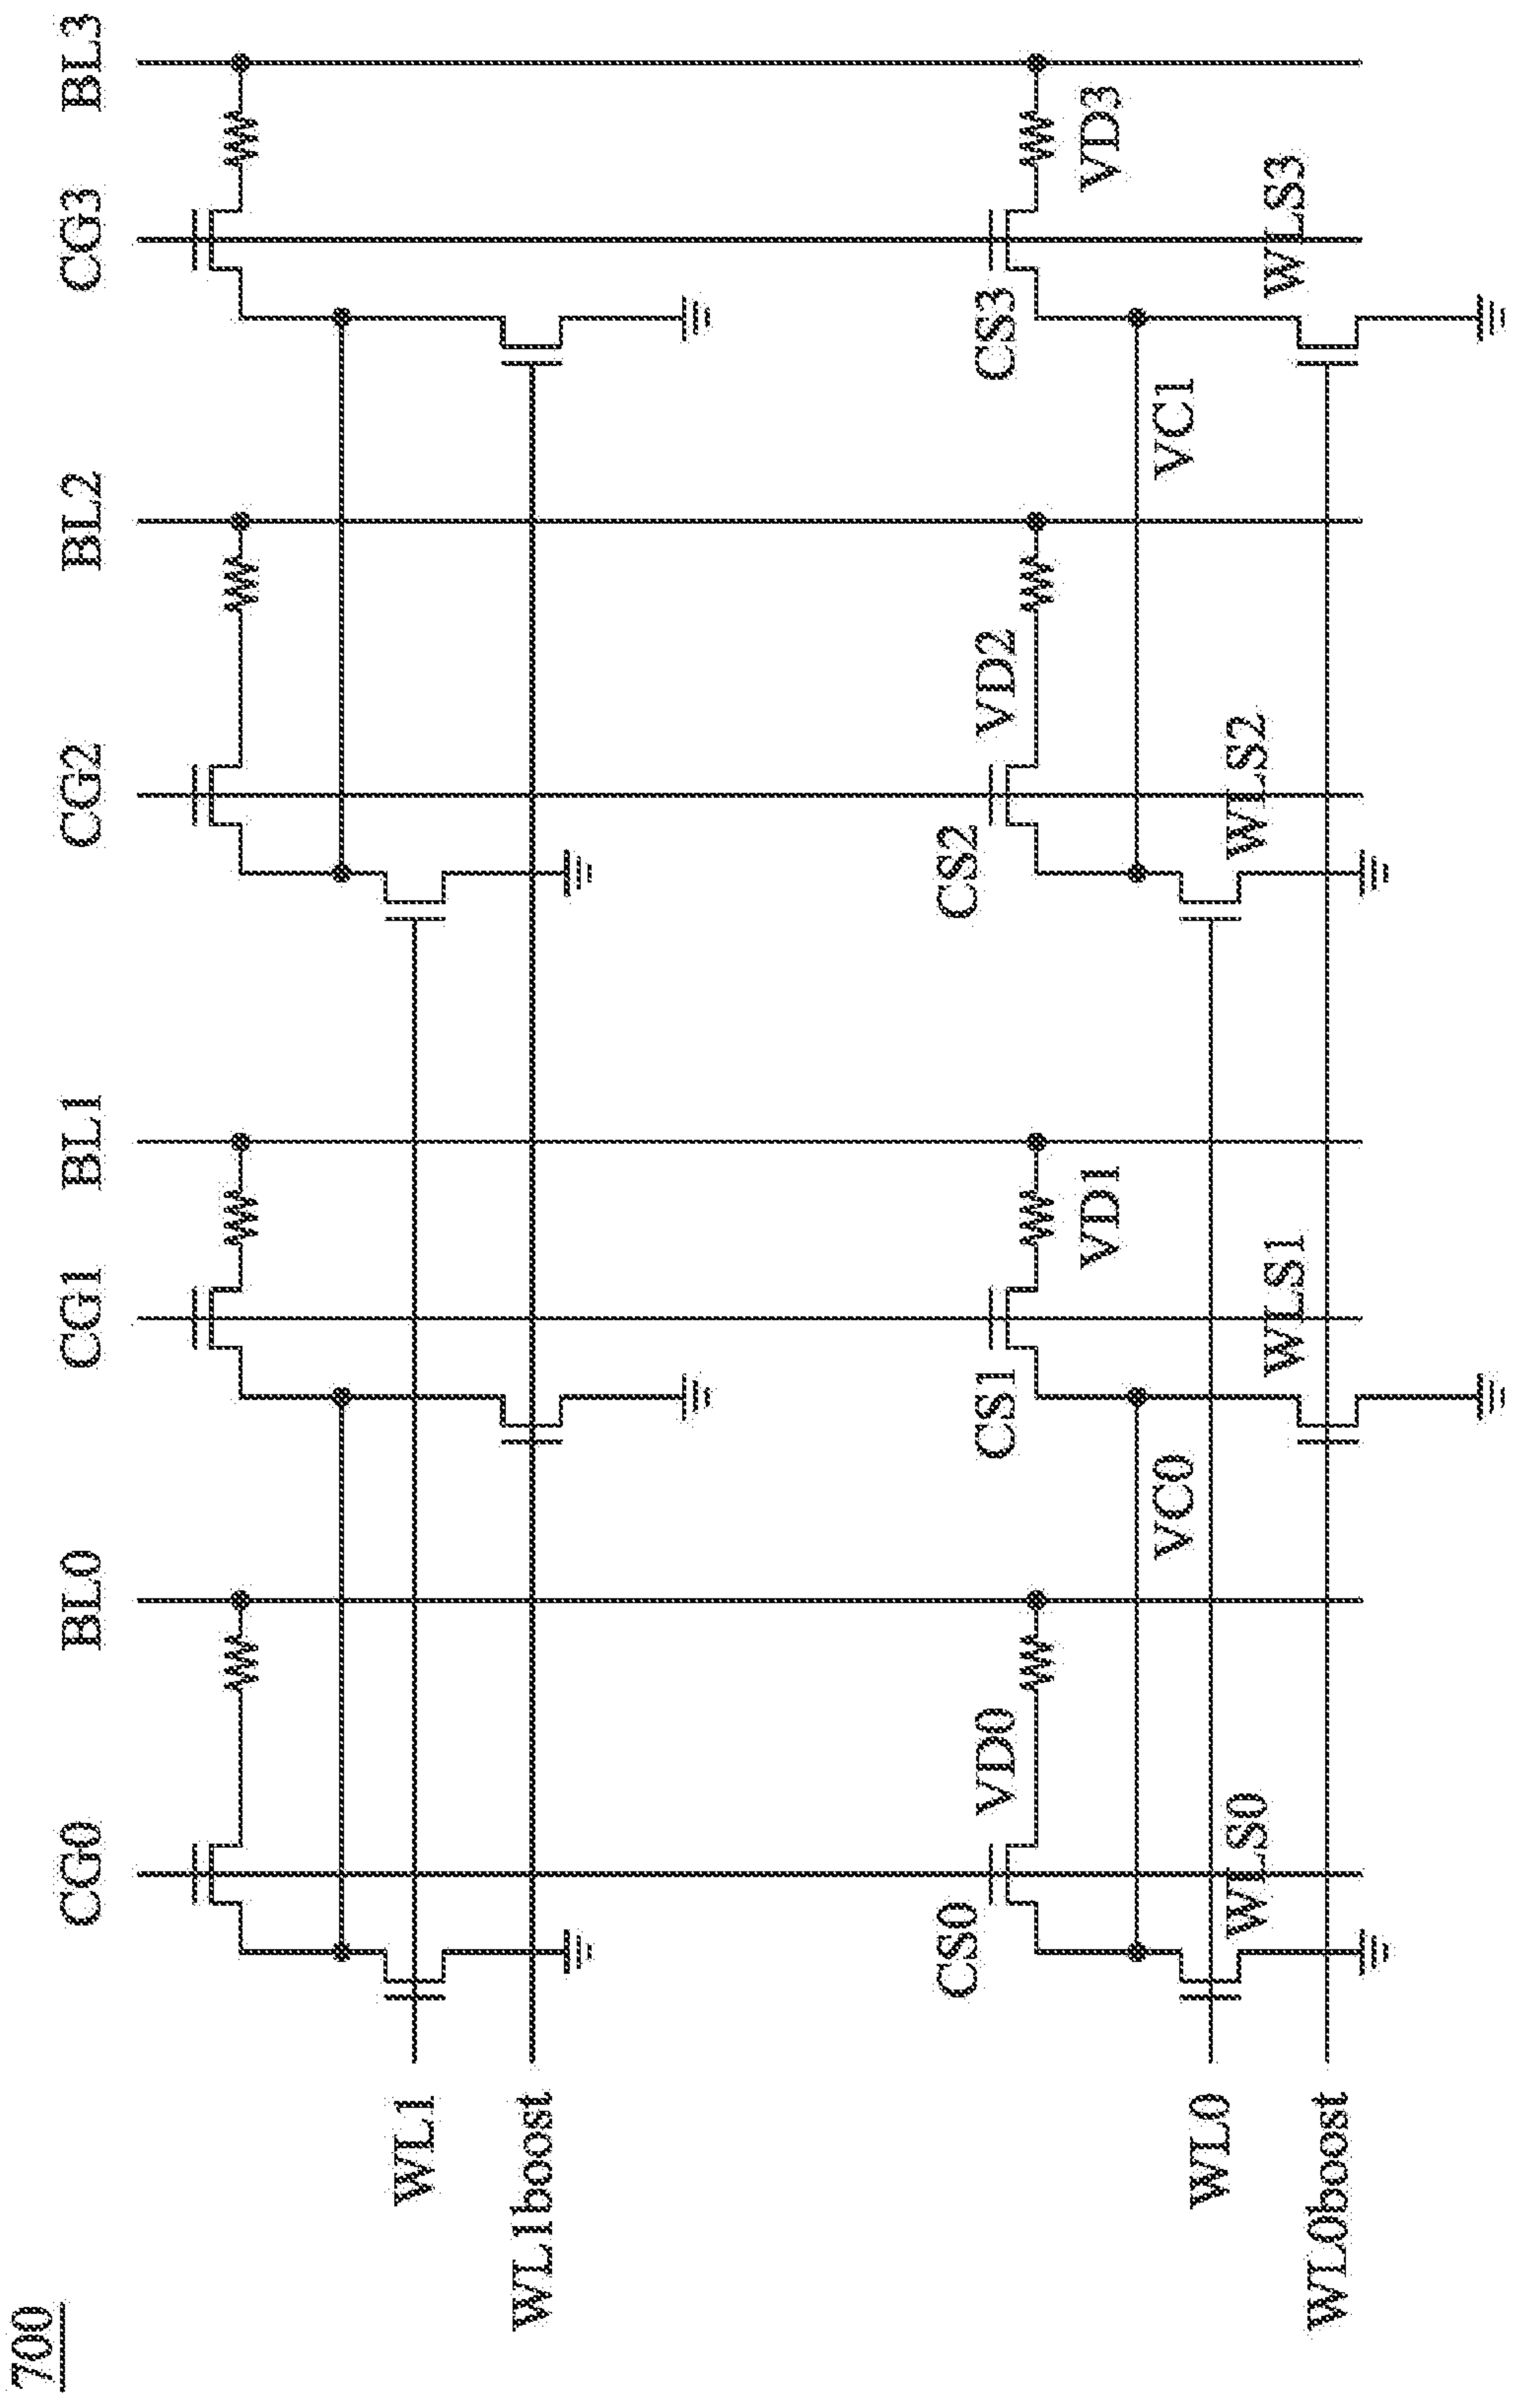 700
CG0
BL0
CG1
BL1
CG2
BL2
CG3
BL3
WL1
WL1boost
CS0
VD0
CS1
VD1
CS2
VD2
CS3
VD3
VC0
VC1
WL0
WLS0
WLS1
WLS2
WLS3
WL0boost